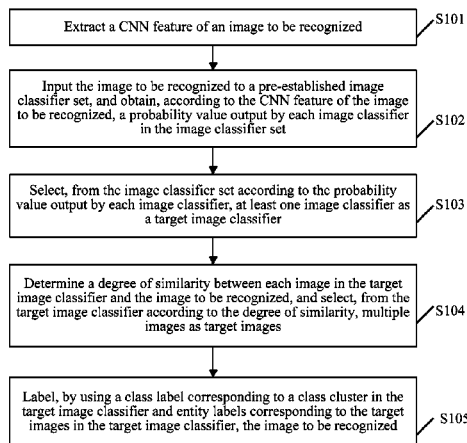 Extract a CNN feature of an image to be recognized
S101
Input the image to be recognized to a pre-established image
classifier set, and obtain, according to the CNN feature of the image
to be recognized, a probability value output by each image classifier
in the image classifier set
S102
Select, from the image classifier set according to the probability
value output by each image classifier, at least one image classifier as
a target image classifier
S103
Determine a degree of similarity between each image in the target
image classifier and the image to be recognized, and select, from the
target image classifier according to the degree of similarity, multiple
images as target images
S104
Label, by using a class label corresponding to a class cluster in the
target image classifier and entity labels corresponding to the target
images in the target image classifier, the image to be recognized
S105